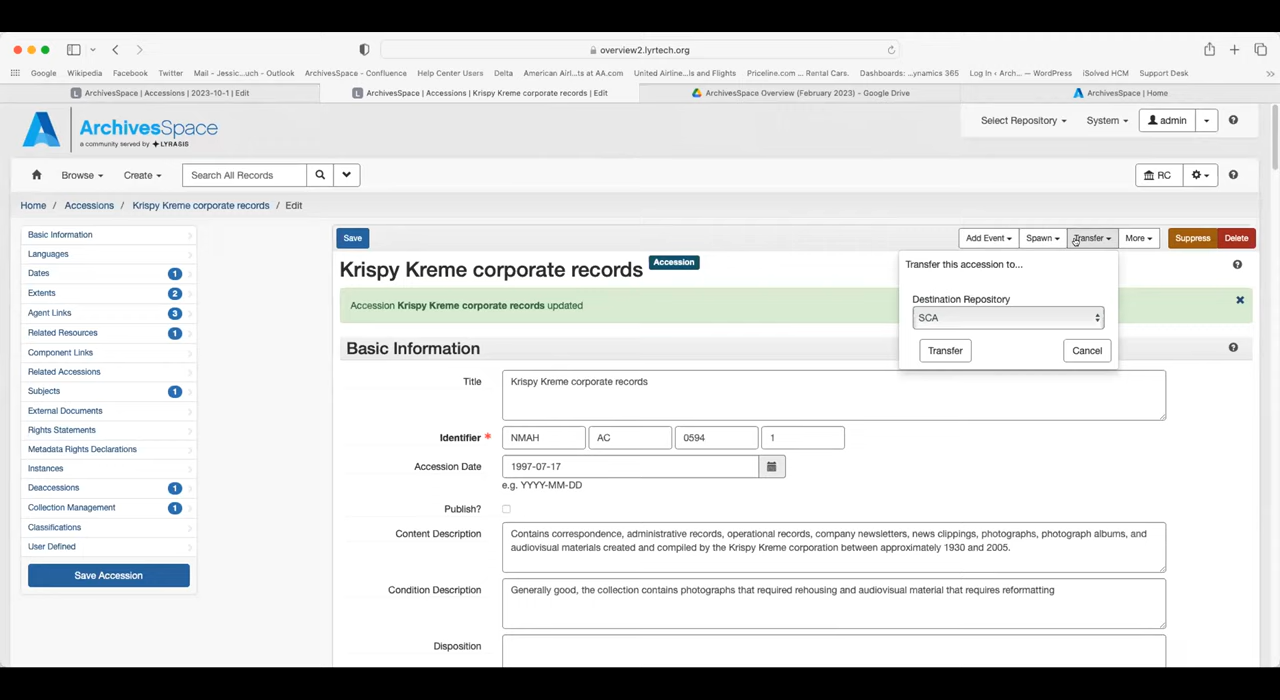 overview2.lyrtech.org
Google Wikipedia Facebook Twitter Mail - Jessic...uch - Outlook ArchivesSpace - Confluence Help Center Users Delta American Airl...ts at AA.com United Airline...ls and Flights Priceline.com ... Rental Cars. Dashboards: ...ynamics 365 Log In ‹ Arch... — WordPress iSolved HCM Support Desk
ArchivesSpace | Accessions | 2023-10-1 | Edit
ArchivesSpace | Accessions | Krispy Kreme corporate records | Edit
ArchivesSpace Overview (February 2023) - Google Drive
ArchivesSpace | Home
ArchivesSpace
a community served by LYRASIS
Select Repository
System
admin
Browse
Create
Search All Records
RC
Home / Accessions / Krispy Kreme corporate records / Edit
Basic Information
Languages
Dates 1
Extents 2
Agent Links 3
Related Resources 1
Component Links
Related Accessions
Subjects 1
External Documents
Rights Statements
Metadata Rights Declarations
Instances
Deaccessions 1
Collection Management 1
Classifications
User Defined
Save Accession
Save
Add Event
Spawn
Transfer
More
Suppress
Delete
Krispy Kreme corporate records Accession
Accession Krispy Kreme corporate records updated
Transfer this accession to...
Destination Repository
SCA
Transfer
Cancel
Basic Information
Title Krispy Kreme corporate records
Identifier * NMAH AC 0594 1
Accession Date 1997-07-17
e.g. YYYY-MM-DD
Publish?
Content Description Contains correspondence, administrative records, operational records, company newsletters, news clippings, photographs, photograph albums, and
audiovisual materials created and compiled by the Krispy Kreme corporation between approximately 1930 and 2005.
Condition Description Generally good, the collection contains photographs that required rehousing and audiovisual material that requires reformatting
Disposition